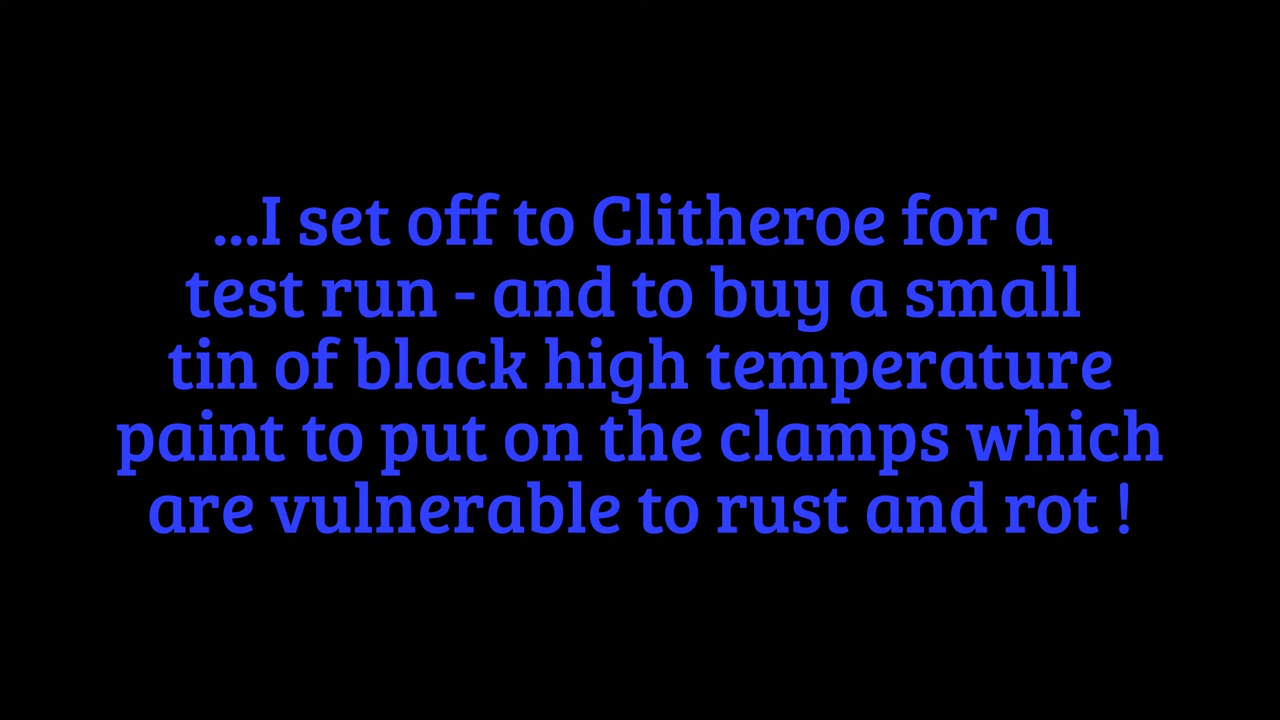 ...I set off to Clitheroe for a
test run - and to buy a small
tin of black high temperature
paint to put on the clamps which
are vulnerable to rust and rot !